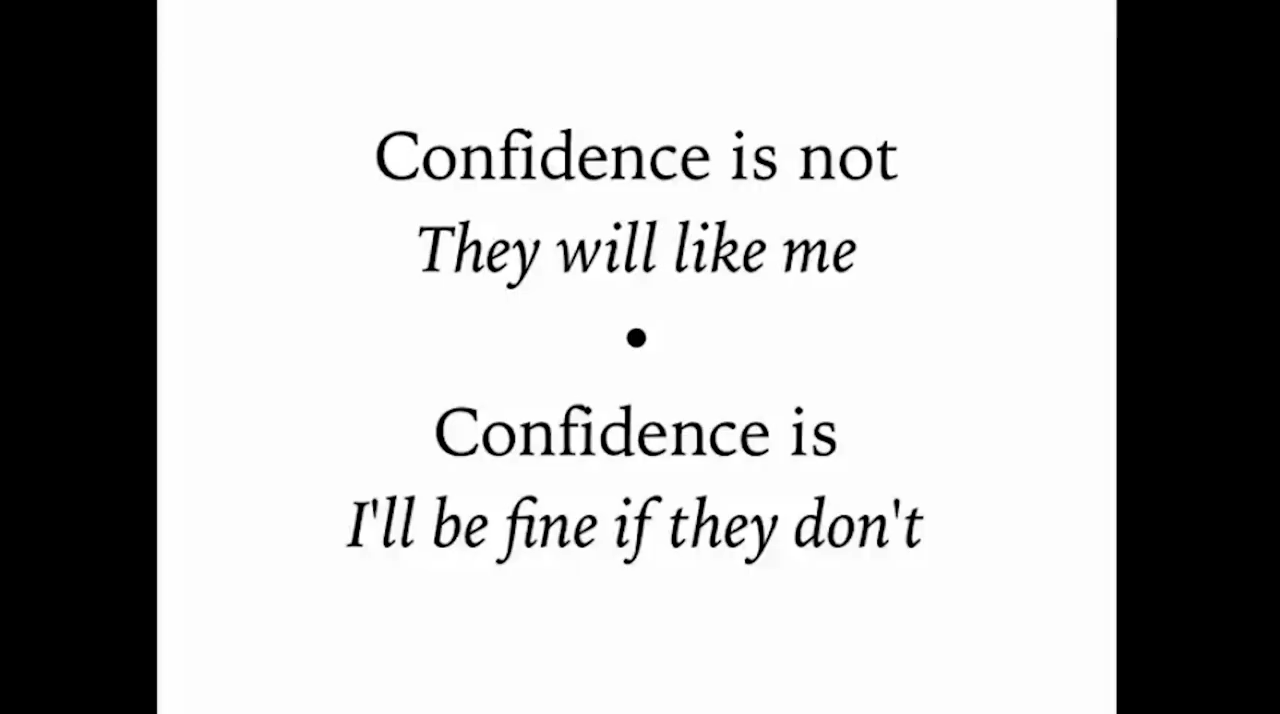 Confidence is not
They will like me
•
Confidence is
I'll be fine if they don't